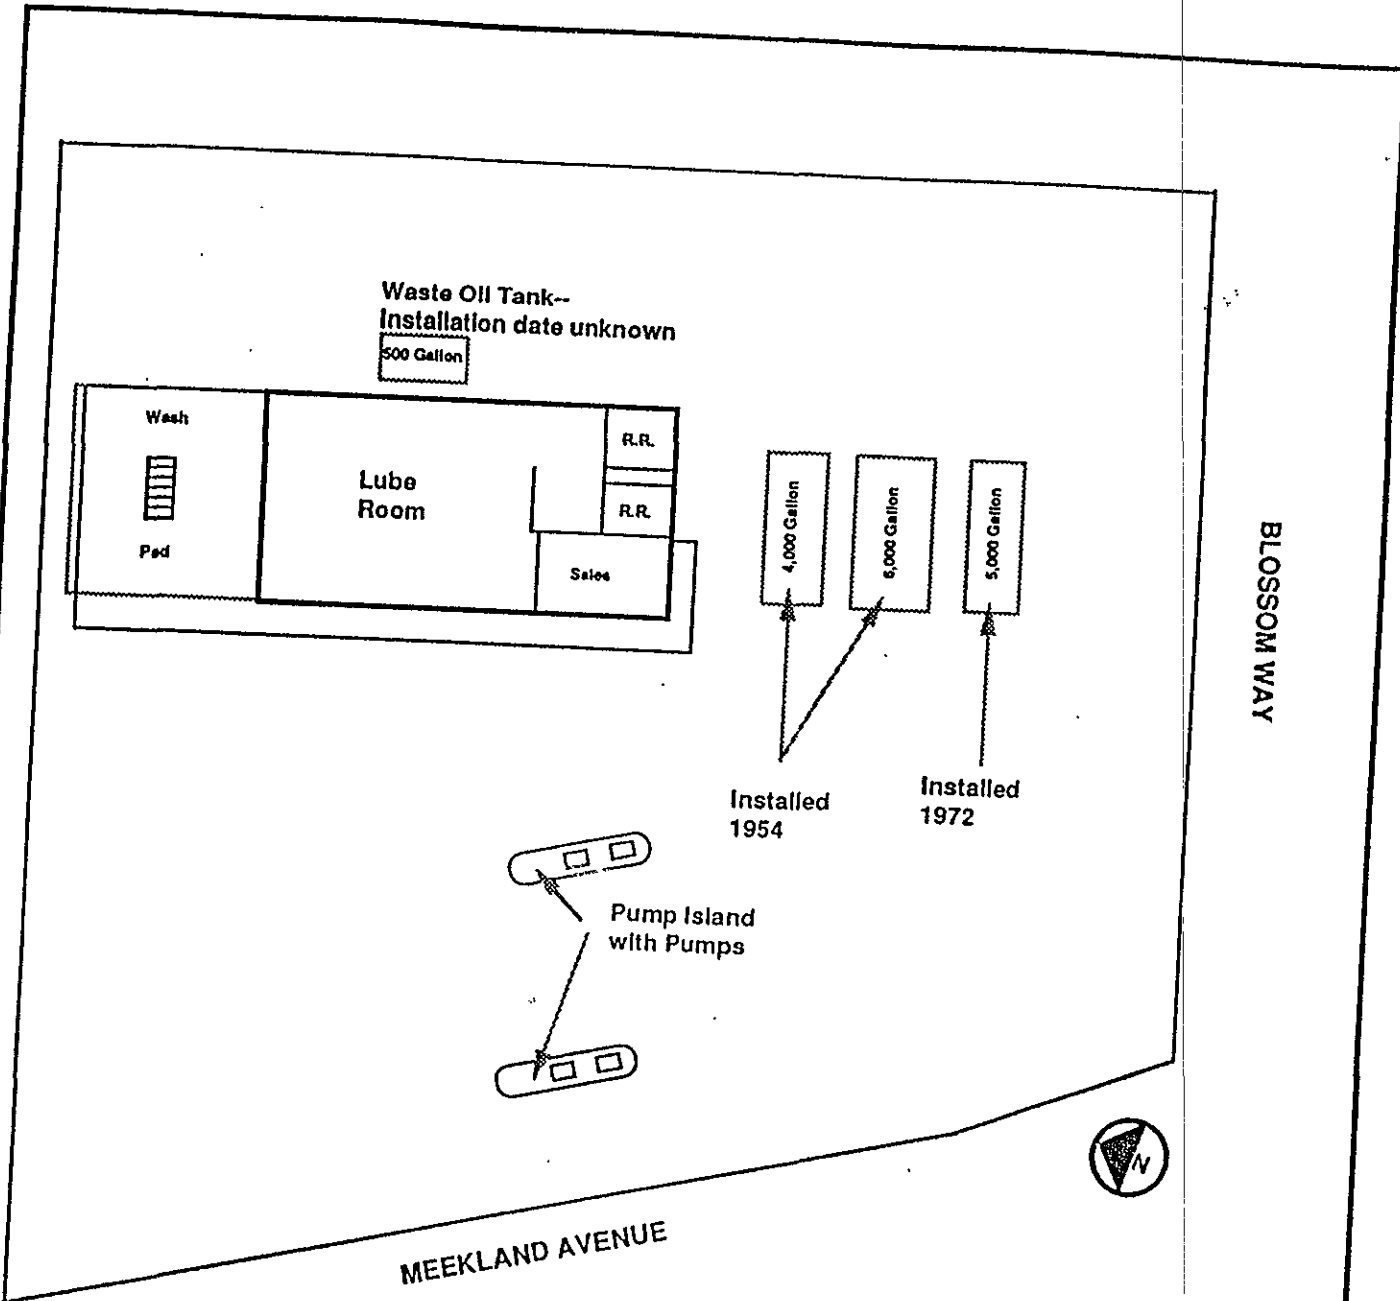 Waste Oil Tank--
Installation date unknown
500 Gallon
Wash
Pad
Lube
Room
R.R.
R.R.
Sales
4,000 Gallon
6,000 Gallon
5,000 Gallon
BLOSSOM WAY
Installed
1954
Installed
1972
Pump Island
with Pumps
N
MEEKLAND AVENUE